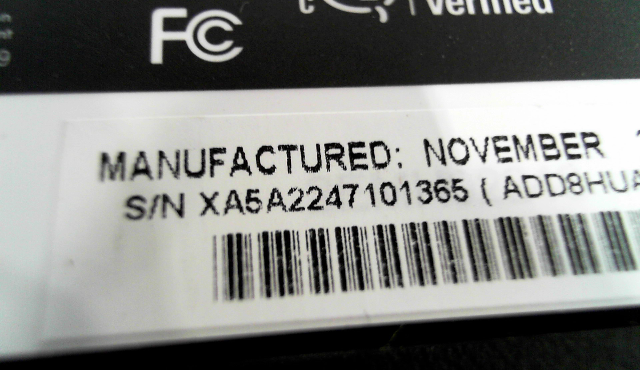 FC
Verified
MANUFACTURED: NOVEMBER
S/N XA5A2247101365 ( ADD8HUA